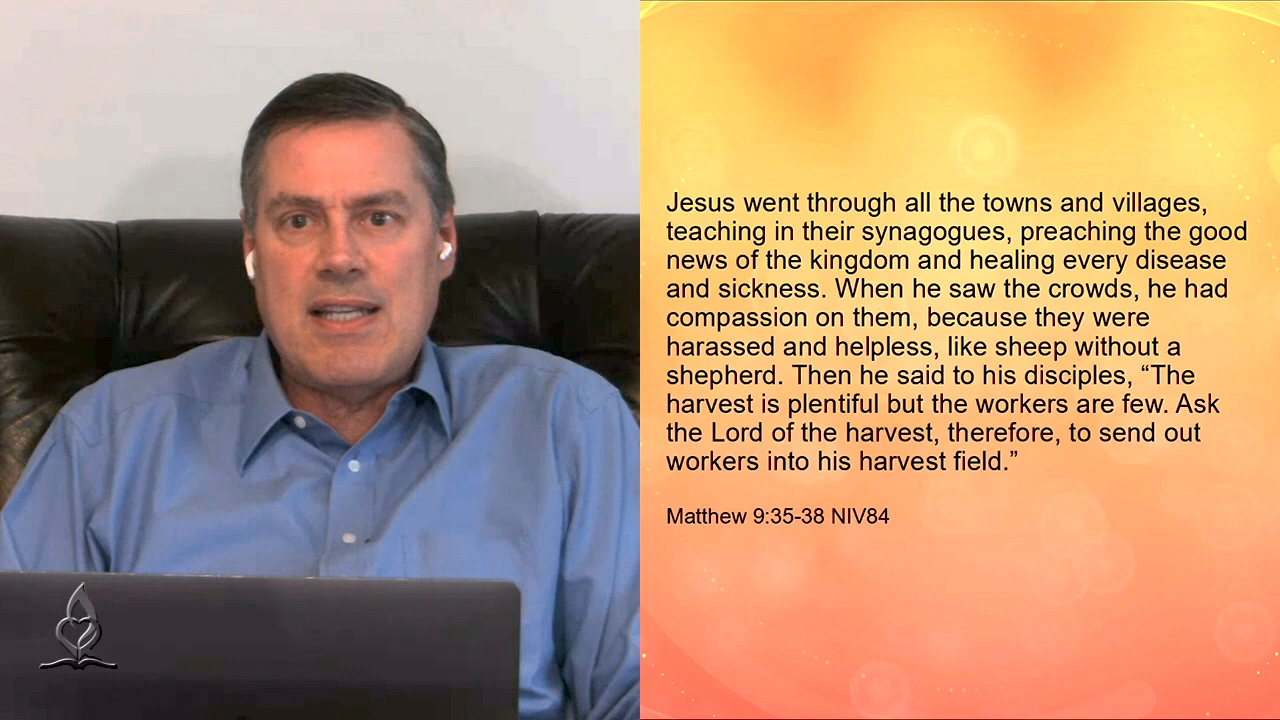 Jesus went through all the towns and villages,
teaching in their synagogues, preaching the good
news of the kingdom and healing every disease
and sickness. When he saw the crowds, he had
compassion on them, because they were
harassed and helpless, like sheep without a
shepherd. Then he said to his disciples, “The
harvest is plentiful but the workers are few. Ask
the Lord of the harvest, therefore, to send out
workers into his harvest field.”
Matthew 9:35-38 NIV84